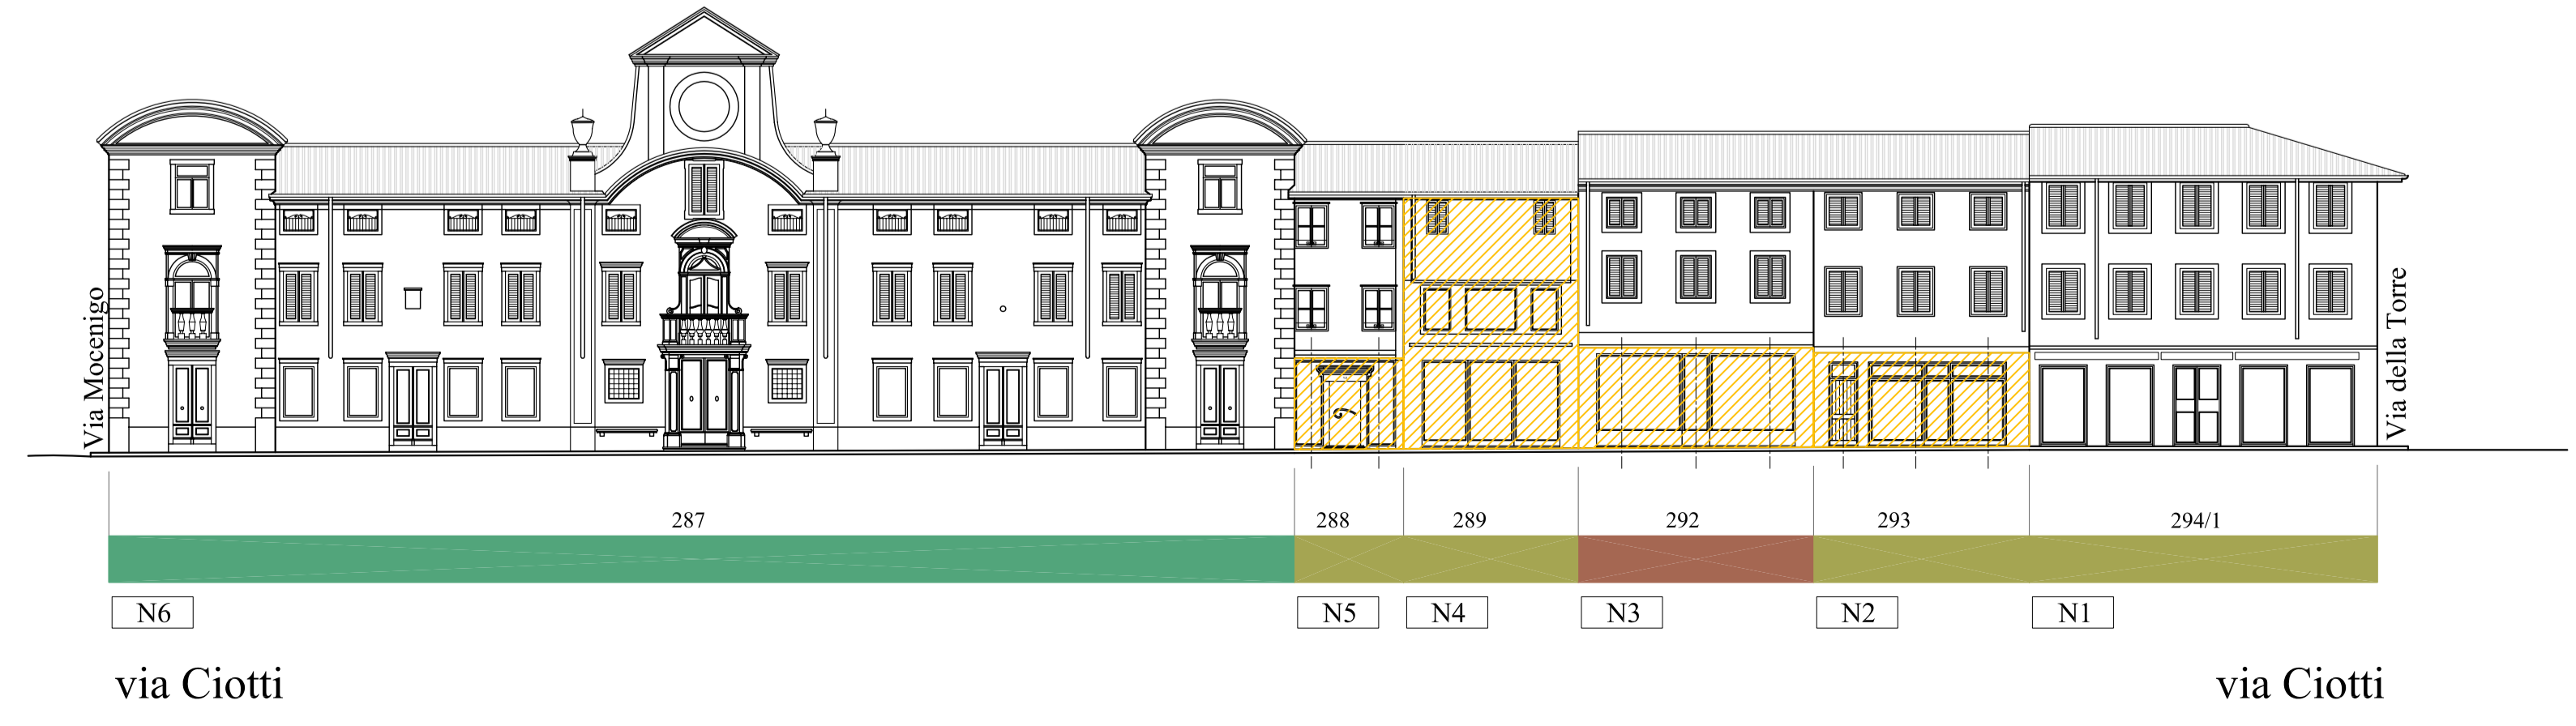 Via Mocenigo
Via della Torre
287 288 289 292 293 294/1
N6 N5 N4 N3 N2 N1
via Ciotti via Ciotti